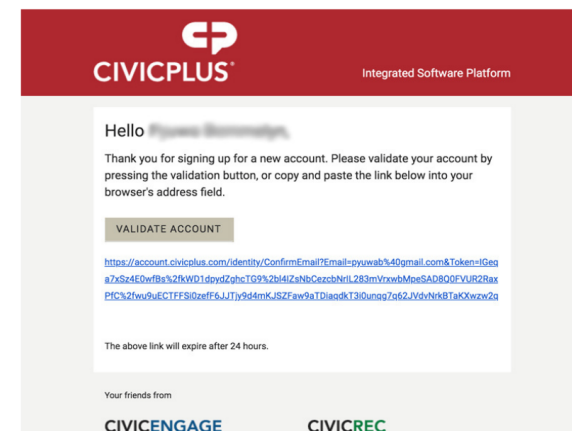 CIVICPLUS
Integrated Software Platform
Hello
Thank you for signing up for a new account. Please validate your account by
pressing the validation button, or copy and paste the link below into your
browser's address field.
VALIDATE ACCOUNT
https://account.civicplus.com/identity/ConfirmEmail?Email=pyuwab%40gmail.com&Token=IGeq
a7xSz4E0wfBs%2fkWD1dpydZghcTG9%2bl4IZsNbCezcbNrIL283mVrxwbMpeSAD8Q0FVUR2Rax
PfC%2fwu9uECTFFSi0zefF6JJTjy9d4mKJSZFaw9aTDiaqdkT3i0unqg7q62JVdvNrkBTaKXwzw2q
The above link will expire after 24 hours.
Your friends from
CIVICENGAGE
CIVICREC